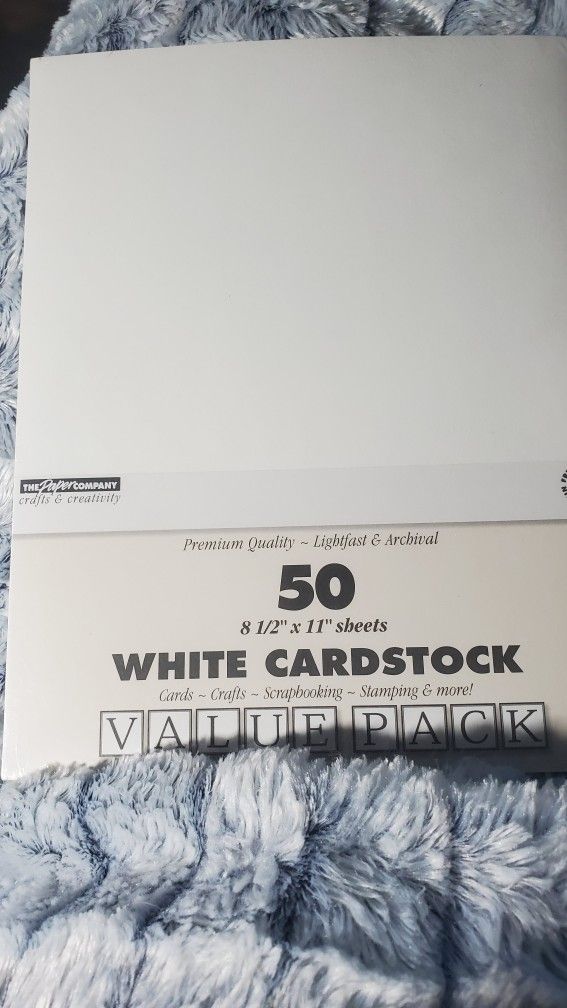 THE Paper COMPANY
crafts & creativity
Premium Quality ~ Lightfast & Archival
50
8 1/2" x 11" sheets
WHITE CARDSTOCK
Cards ~ Crafts ~ Scrapbooking ~ Stamping & more!
VALUE PACK